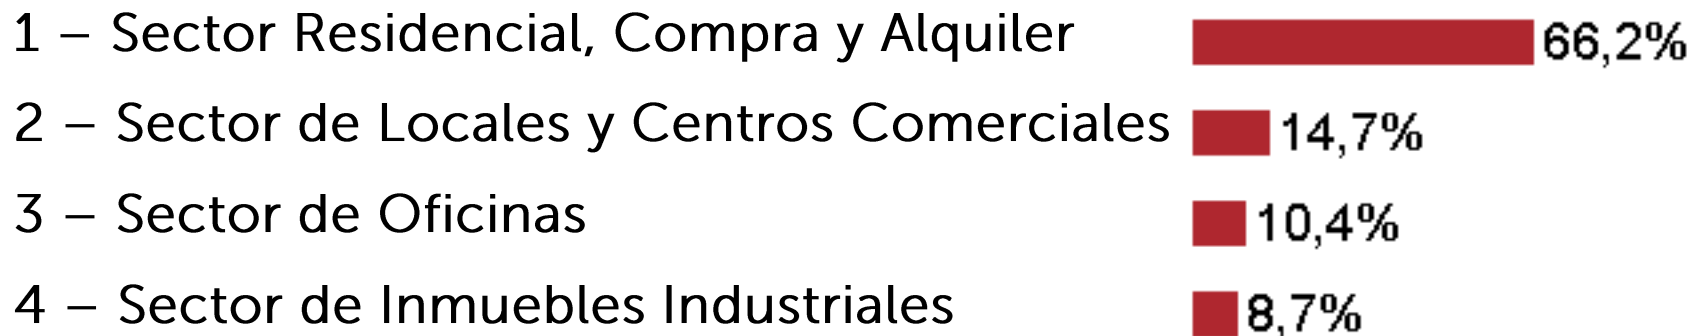 1 – Sector Residencial, Compra y Alquiler 66,2%
2 – Sector de Locales y Centros Comerciales 14,7%
3 – Sector de Oficinas 10,4%
4 – Sector de Inmuebles Industriales 8,7%